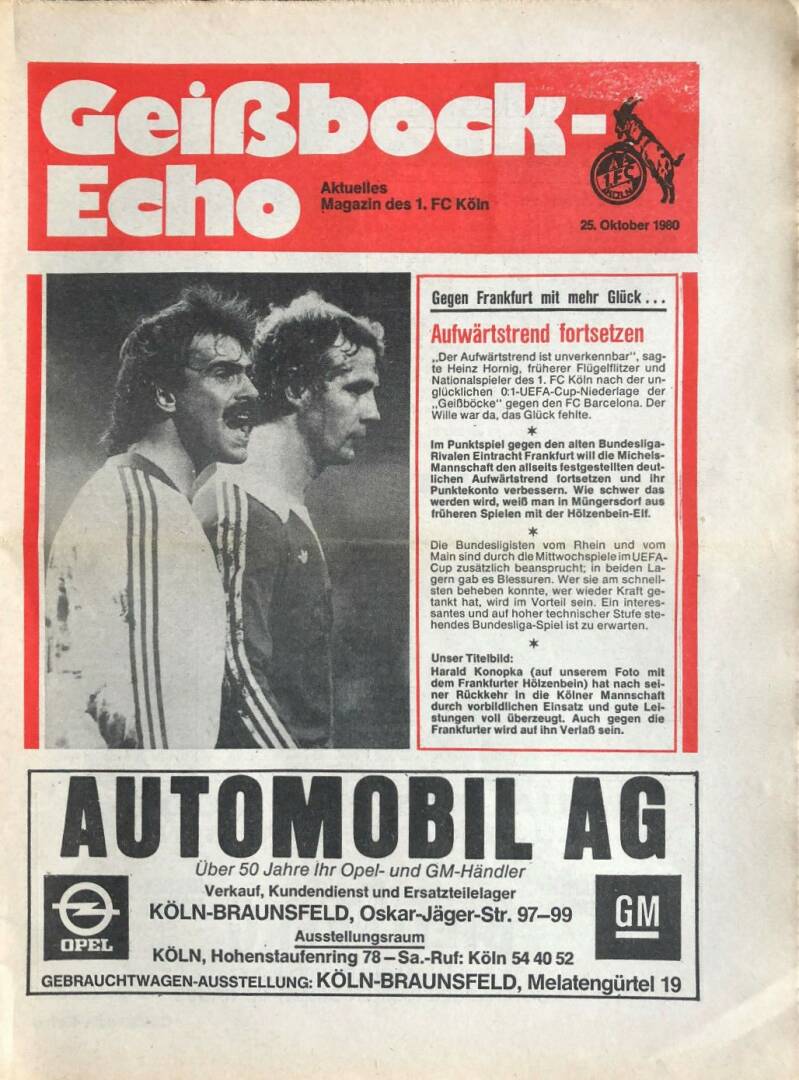 Geißbock-
Echo
Aktuelles
Magazin des 1. FC Köln
1.FC
KÖLN
25. Oktober 1980
Gegen Frankfurt mit mehr Glück...
Aufwärtstrend fortsetzen
„Der Aufwärtstrend ist unverkennbar", sag-
te Heinz Hornig, früherer Flügelflitzer und
Nationalspieler des 1. FC Köln nach der un-
glücklichen 0:1-UEFA-Cup-Niederlage der
„Geißböcke" gegen den FC Barcelona. Der
Wille war da, das Glück fehlte.
*
Im Punktspiel gegen den alten Bundesliga-
Rivalen Eintracht Frankfurt will die Michels-
Mannschaft den allseits festgestellten deut-
lichen Aufwärtstrend fortsetzen und ihr
Punktekonto verbessern. Wie schwer das
werden wird, weiß man in Müngersdorf aus
früheren Spielen mit der Hölzenbein-Elf.
*
Die Bundesligisten vom Rhein und vom
Main sind durch die Mittwochspiele im UEFA-
Cup zusätzlich beansprucht; in beiden La-
gern gab es Blessuren. Wer sie am schnell-
sten beheben konnte, wer wieder Kraft ge-
tankt hat, wird im Vorteil sein. Ein interes-
santes und auf hoher technischer Stufe ste-
hendes Bundesliga-Spiel ist zu erwarten.
*
Unser Titelbild:
Harald Konopka (auf unserem Foto mit
dem Frankfurter Hölzenbein) hat nach sei-
ner Rückkehr in die Kölner Mannschaft
durch vorbildlichen Einsatz und gute Lei-
stungen voll überzeugt. Auch gegen die
Frankfurter wird auf ihn Verlaß sein.
AUTOMOBIL AG
Über 50 Jahre Ihr Opel- und GM-Händler
Verkauf, Kundendienst und Ersatzteilelager
KÖLN-BRAUNSFELD, Oskar-Jäger-Str. 97–99
Ausstellungsraum
KÖLN, Hohenstaufenring 78 – Sa.-Ruf: Köln 54 40 52
GEBRAUCHTWAGEN-AUSSTELLUNG: KÖLN-BRAUNSFELD, Melatengürtel 19
OPEL
GM